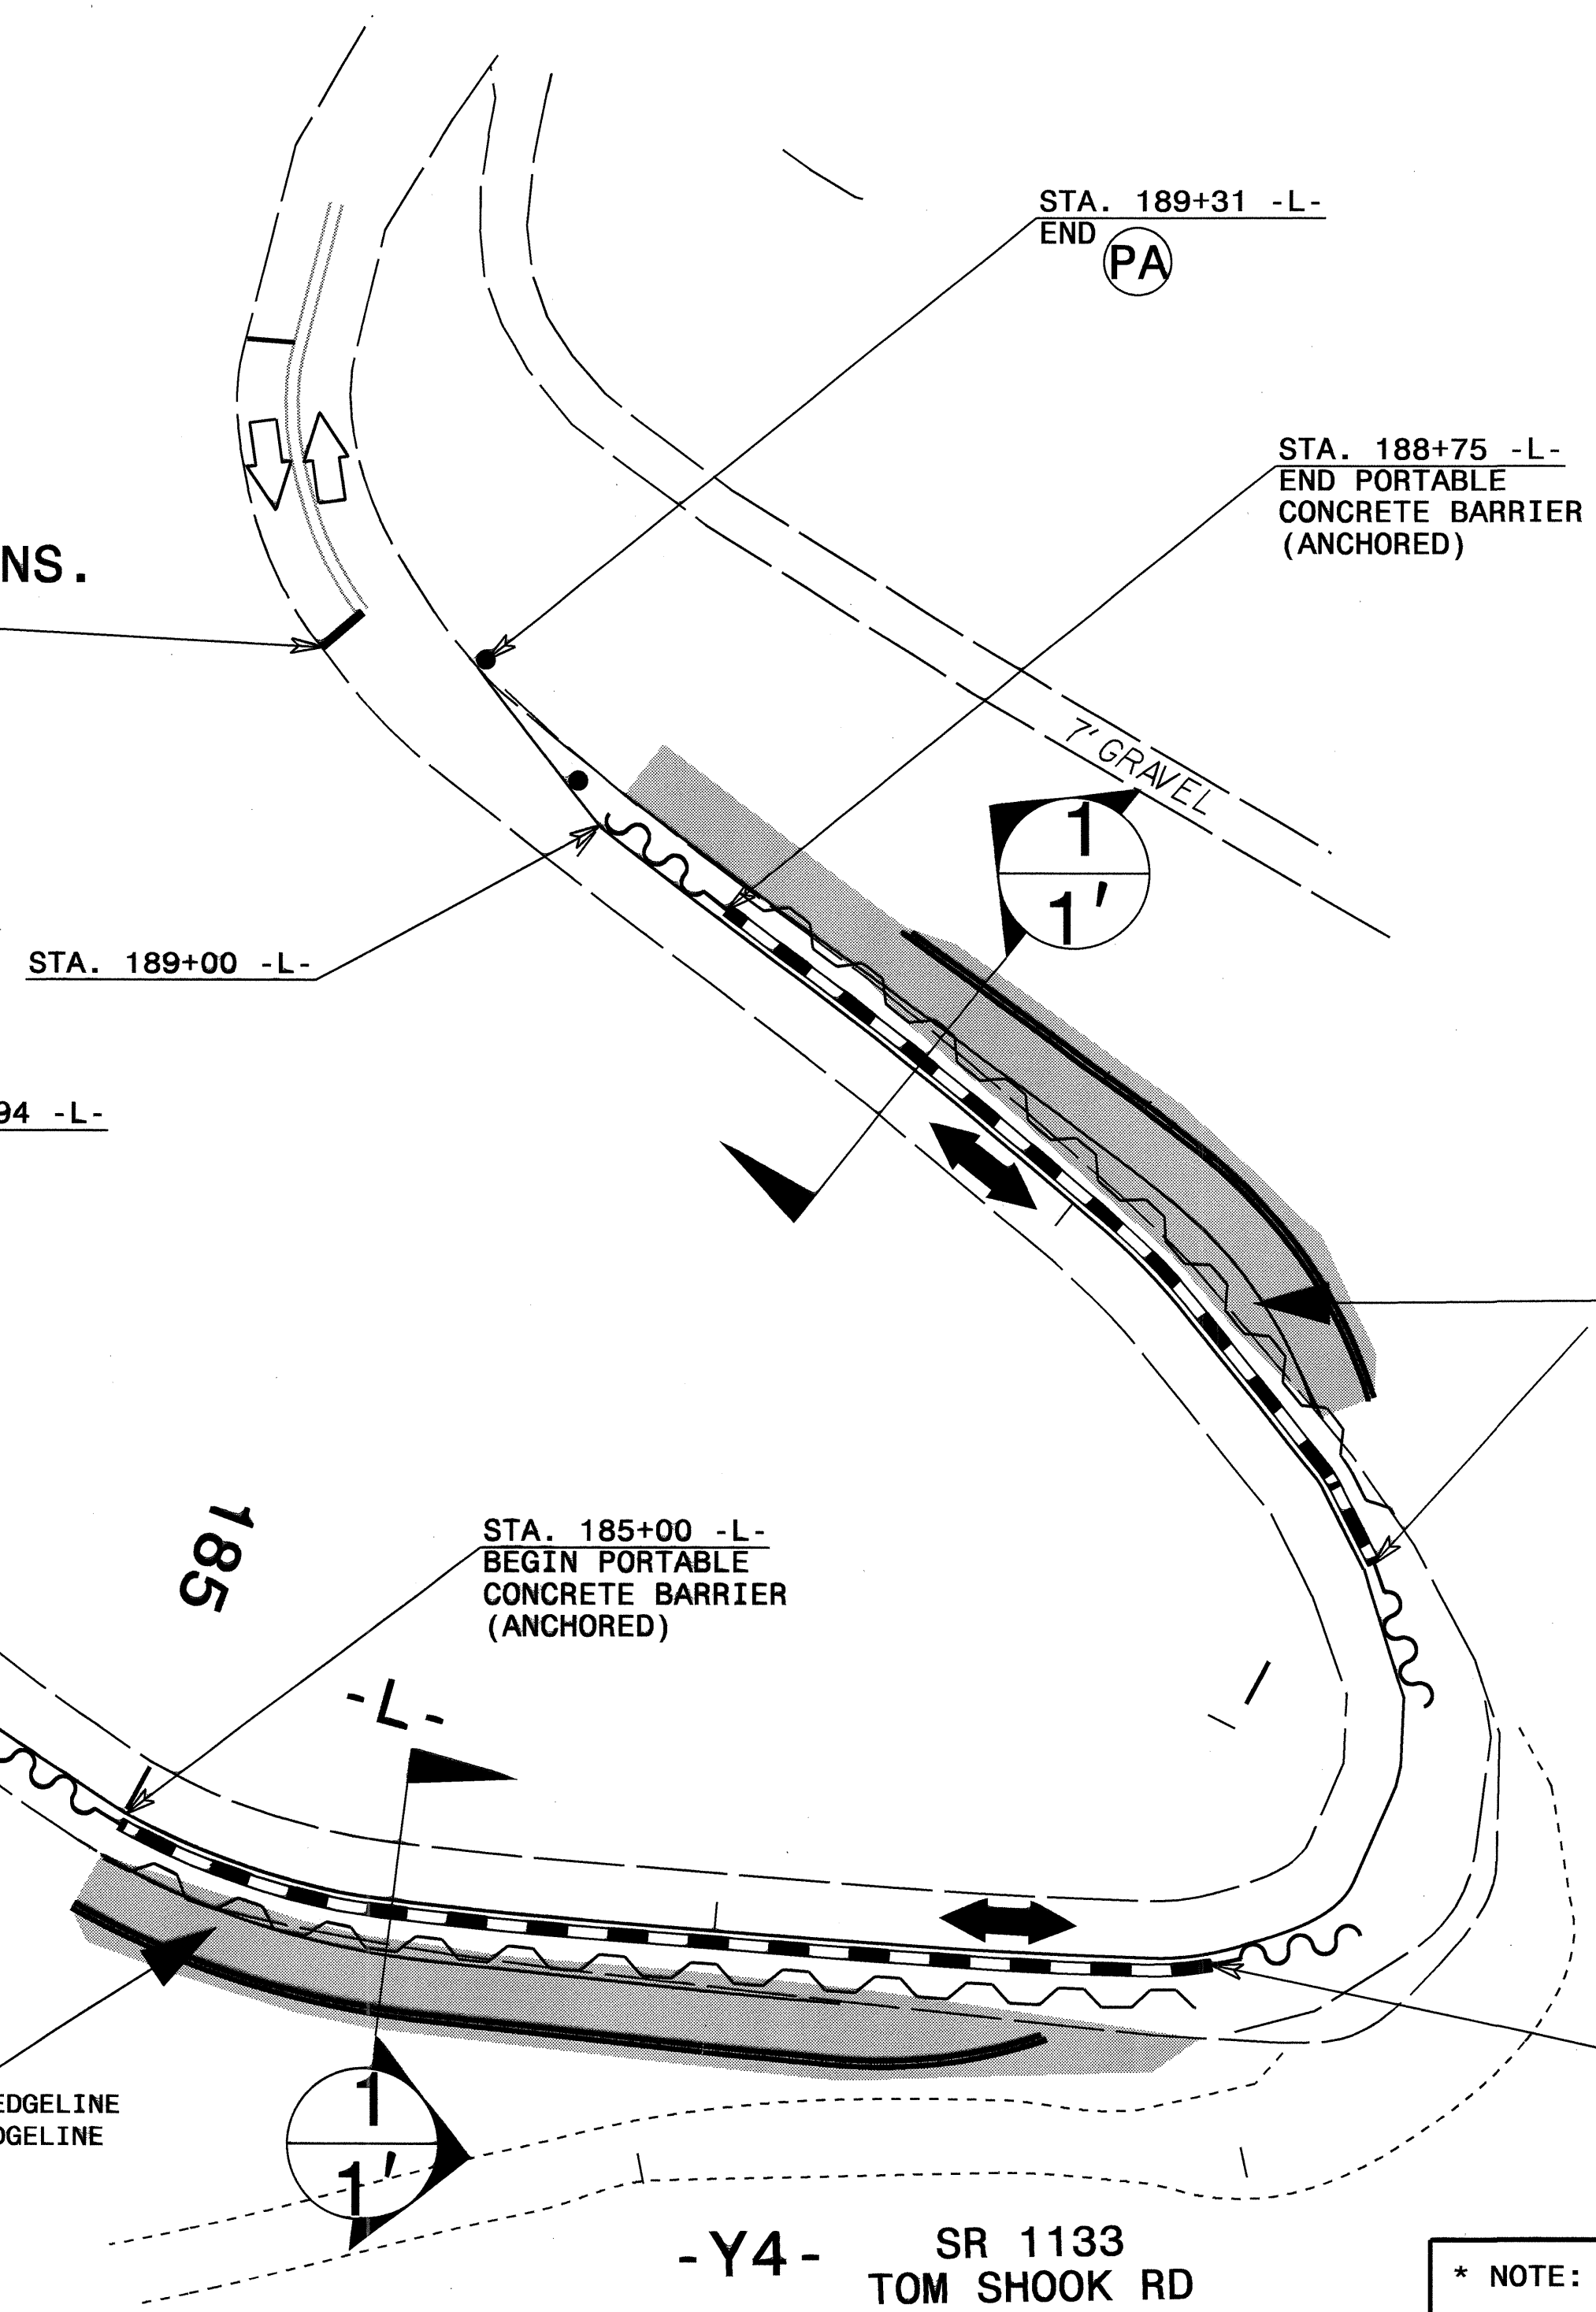 STA. 189+31 -L-
END PA
STA. 188+75 -L-
END PORTABLE
CONCRETE BARRIER
(ANCHORED)
NS.
7' GRAVEL
1
1'
STA. 189+00 -L-
94 -L-
185
STA. 185+00 -L-
BEGIN PORTABLE
CONCRETE BARRIER
(ANCHORED)
-L-
EDGELINE
DGELINE
1
1'
-Y4-
SR 1133
TOM SHOOK RD
* NOTE: